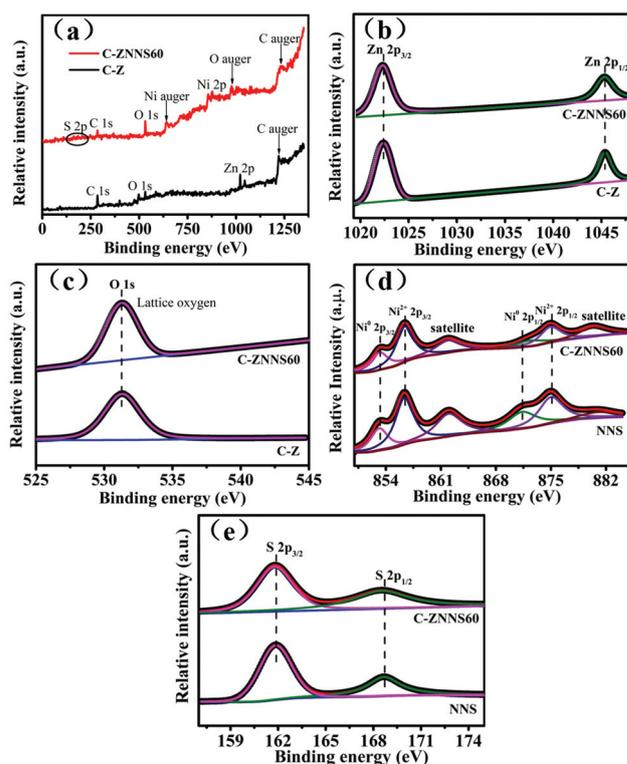 (a)
C-ZNNS60
C-Z
S 2p
C 1s
O 1s
Ni auger
Ni 2p
O auger
C auger
C 1s
O 1s
Zn 2p
C auger
0 250 500 750 1000 1250
Binding energy (eV)
Relative intensity (a.u.)
(b)
Zn 2p3/2
Zn 2p1/2
C-ZNNS60
C-Z
1020 1025 1030 1035 1040 1045
Binding energy (eV)
Relative intensity (a.u.)
(c)
O 1s
Lattice oxygen
C-ZNNS60
C-Z
525 530 535 540 545
Binding energy (eV)
Relative intensity (a.u.)
(d)
Ni⁰ 2p3/2
Ni²⁺ 2p3/2
satellite
Ni⁰ 2p1/2
Ni²⁺ 2p1/2
satellite
C-ZNNS60
NNS
854 861 868 875 882
Binding energy (eV)
Relative Intensity (a.μ.)
(e)
S 2p3/2
S 2p1/2
C-ZNNS60
NNS
159 162 165 168 171 174
Binding energy (eV)
Relative intensity (a.u.)